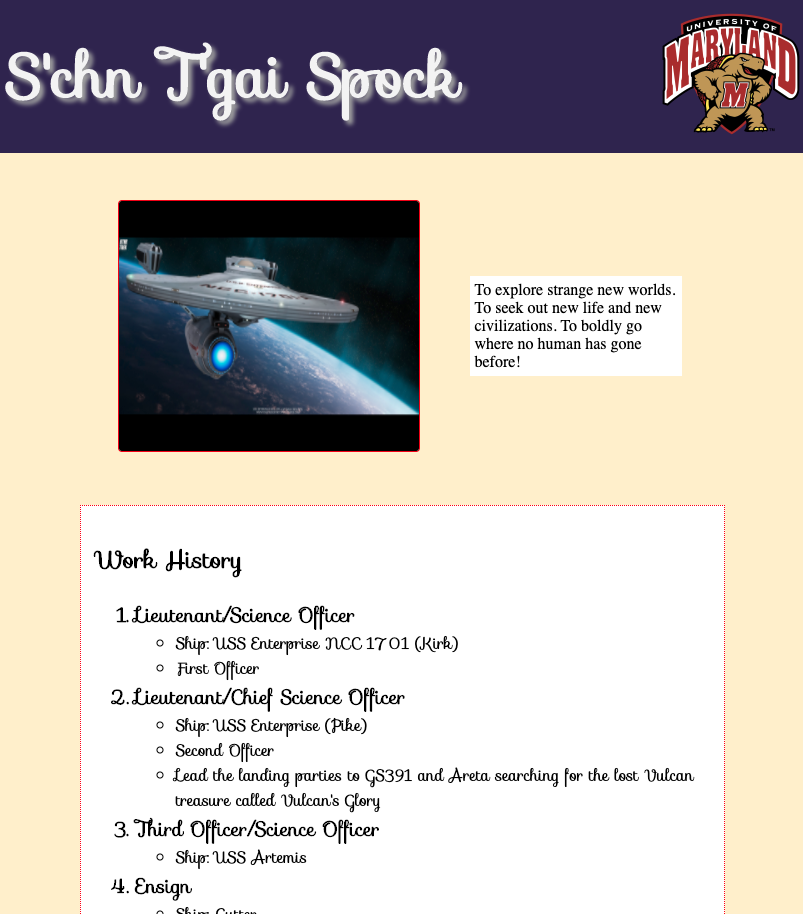 S'chn T'gai Spock
UNIVERSITY OF
MARYLAND
M
To explore strange new worlds.
To seek out new life and new
civilizations. To boldly go
where no human has gone
before!
Work History
1. Lieutenant/Science Officer
Ship: USS Enterprise NCC 1701 (Kirk)
First Officer
2. Lieutenant/Chief Science Officer
Ship: USS Enterprise (Pike)
Second Officer
Lead the landing parties to GS391 and Areta searching for the lost Vulcan
treasure called Vulcan's Glory
3. Third Officer/Science Officer
Ship: USS Artemis
4. Ensign
Ship: Cutter